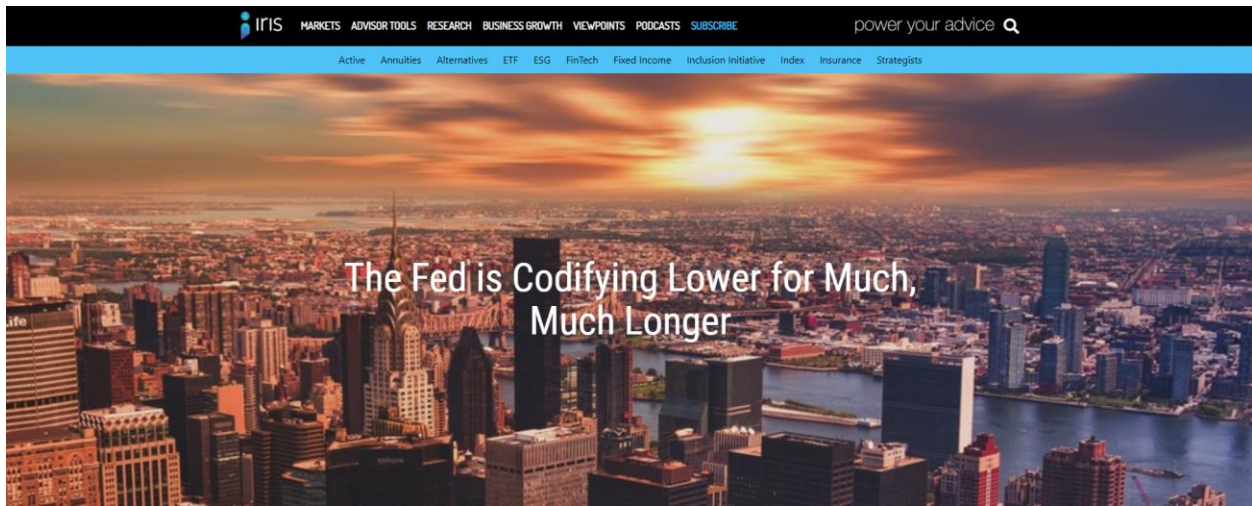 iris MARKETS ADVISOR TOOLS RESEARCH BUSINESS GROWTH VIEWPOINTS PODCASTS SUBSCRIBE power your advice
Active Annuities Alternatives ETF ESG FinTech Fixed Income Inclusion Initiative Index Insurance Strategists
The Fed is Codifying Lower for Much,
Much Longer
ife